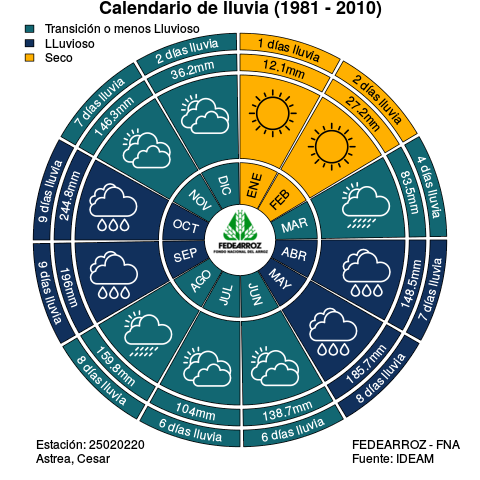 Calendario de lluvia (1981 - 2010)
Transición o menos Lluvioso
LLuvioso
Seco
1 días lluvia
12.1mm
ENE
2 días lluvia
27.2mm
FEB
4 días lluvia
83.5mm
MAR
7 días lluvia
148.5mm
ABR
8 días lluvia
185.7mm
MAY
6 días lluvia
138.7mm
JUN
6 días lluvia
104mm
JUL
8 días lluvia
159.8mm
AGO
9 días lluvia
196mm
SEP
9 días lluvia
244.8mm
OCT
7 días lluvia
146.3mm
NOV
2 días lluvia
36.2mm
DIC
FEDEARROZ
FONDO NACIONAL DEL ARROZ
Estación: 25020220
Astrea, Cesar
FEDEARROZ - FNA
Fuente: IDEAM